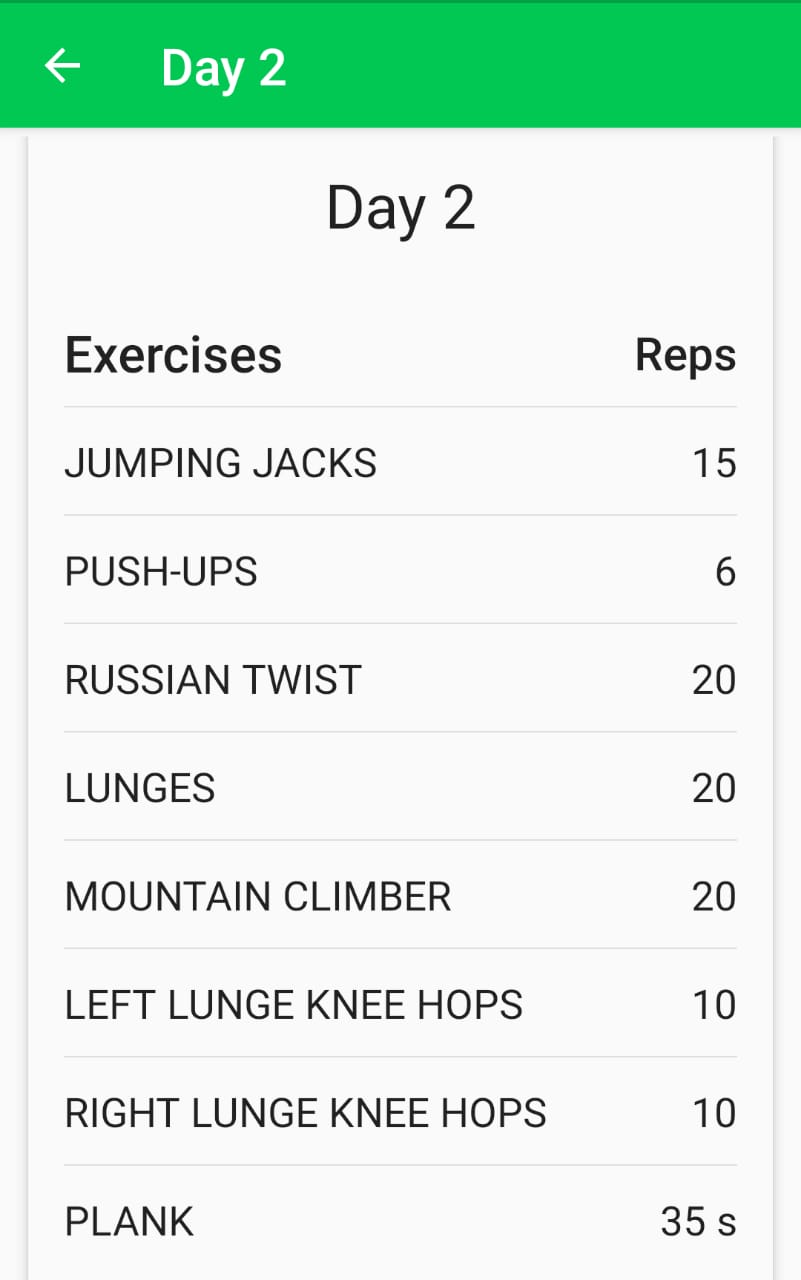 Day 2
Day 2
Exercises Reps
JUMPING JACKS 15
PUSH-UPS 6
RUSSIAN TWIST 20
LUNGES 20
MOUNTAIN CLIMBER 20
LEFT LUNGE KNEE HOPS 10
RIGHT LUNGE KNEE HOPS 10
PLANK 35 s